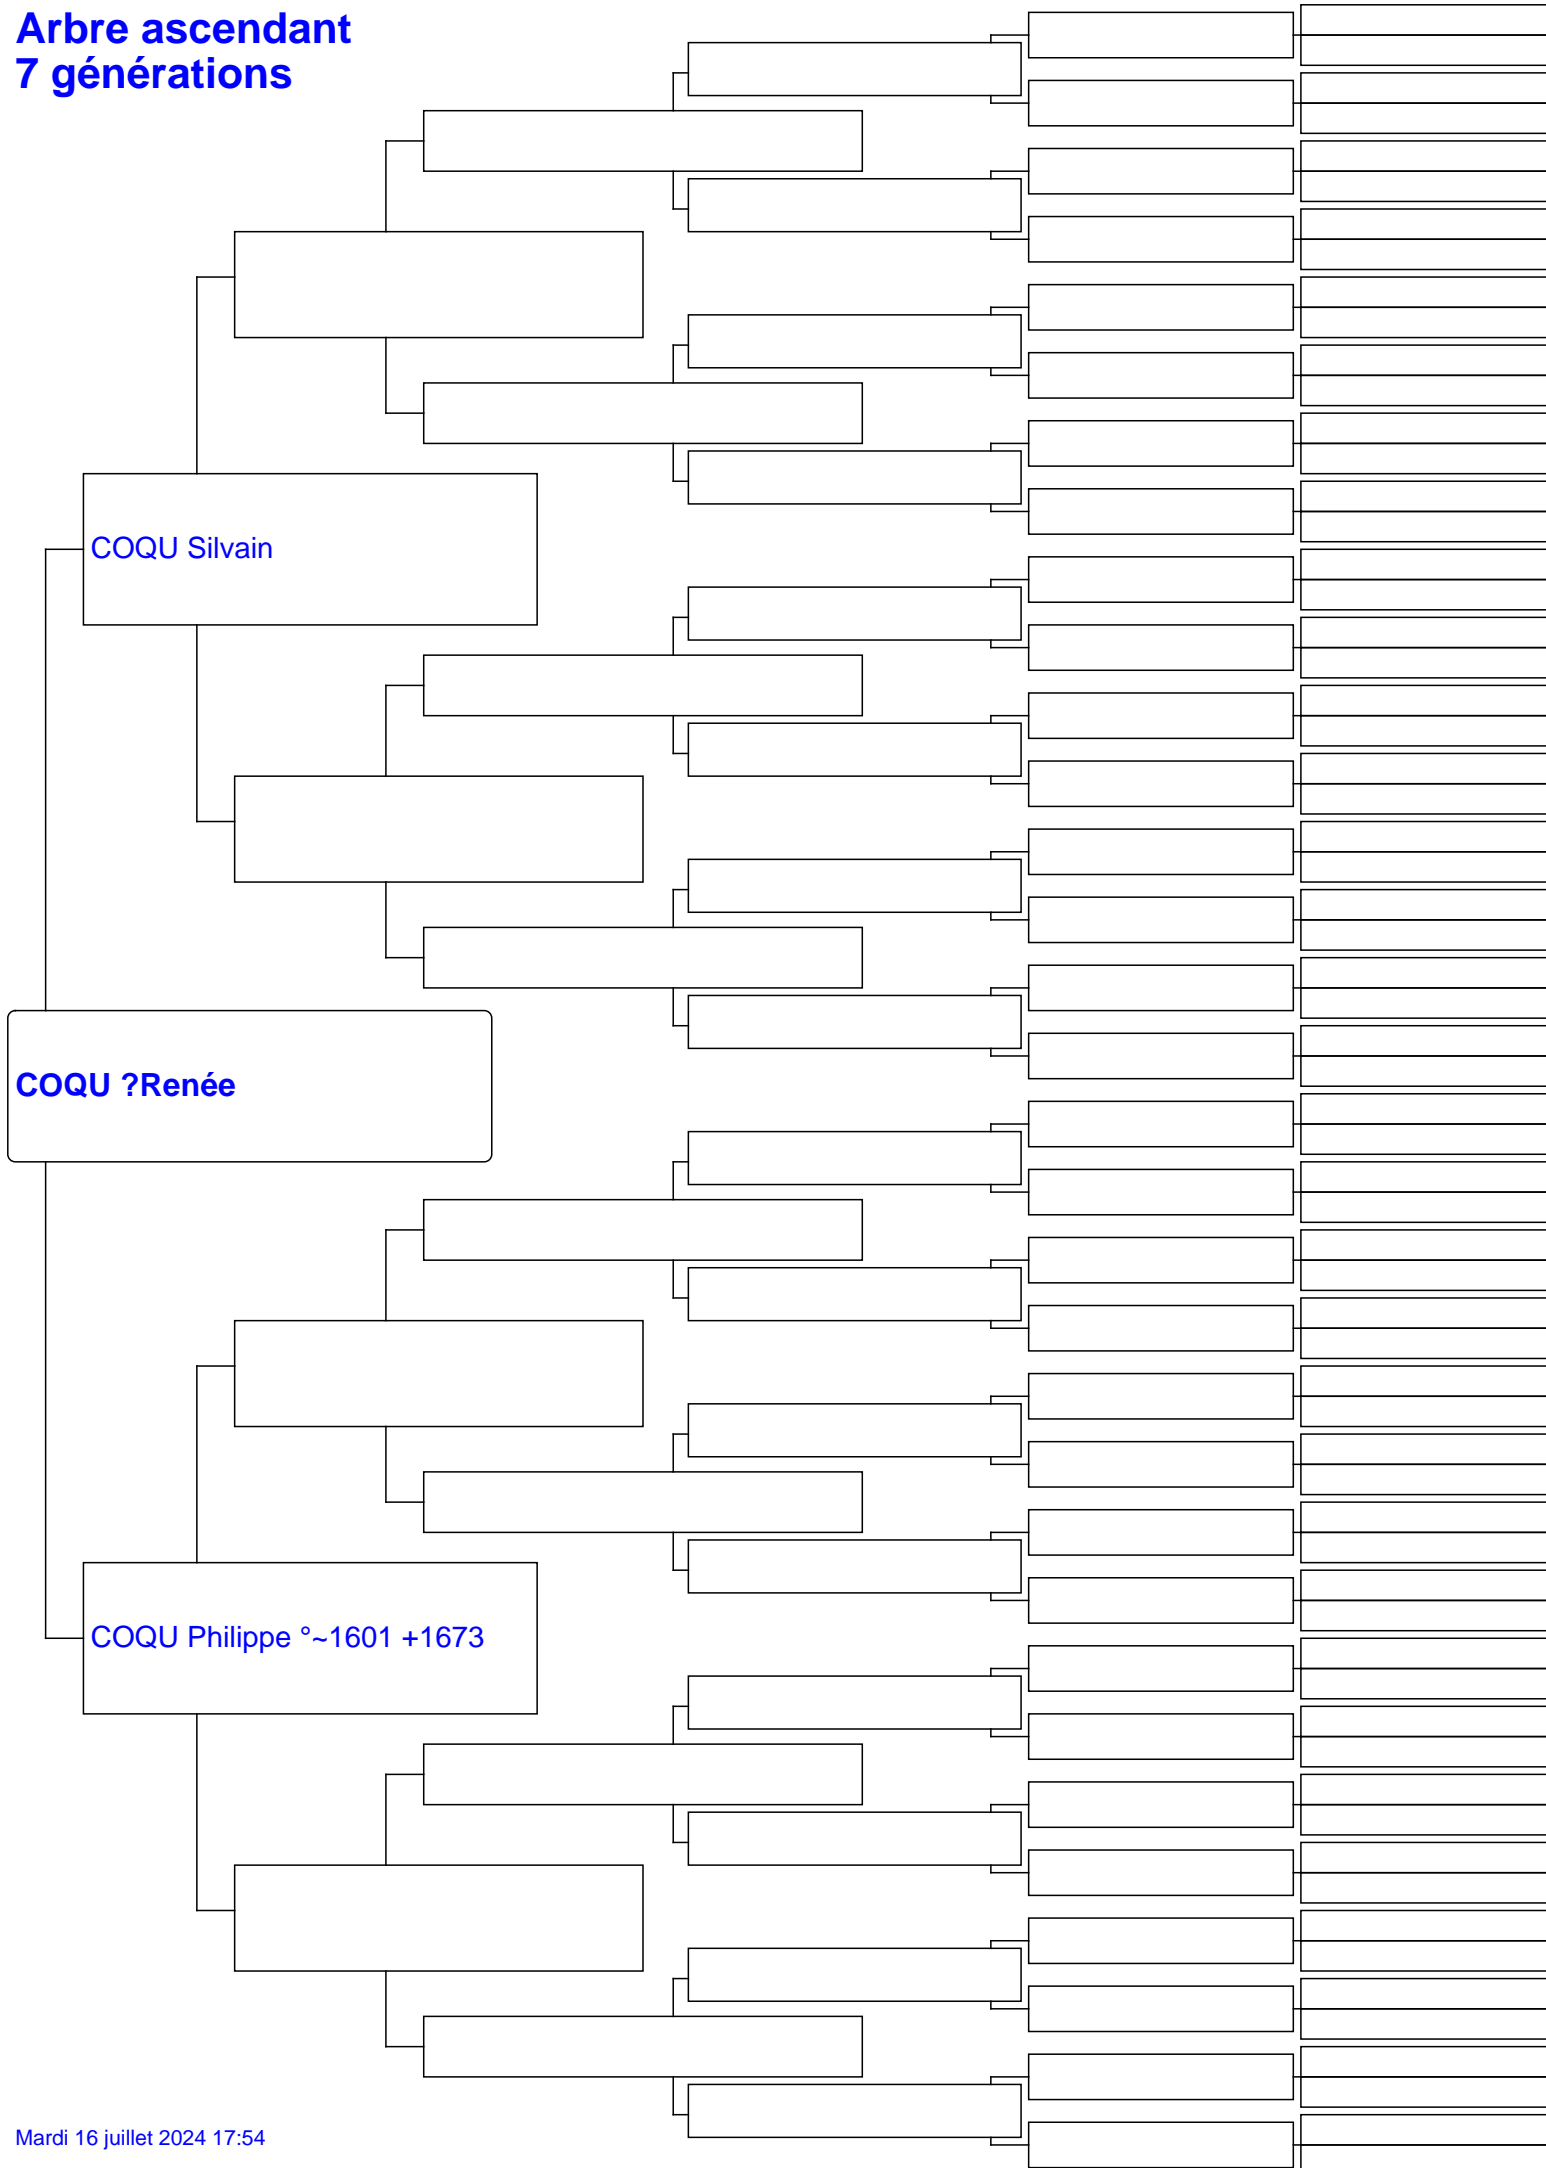 Arbre ascendant
7 générations
COQU Silvain
COQU ?Renée
COQU Philippe °~1601 +1673
Mardi 16 juillet 2024 17:54